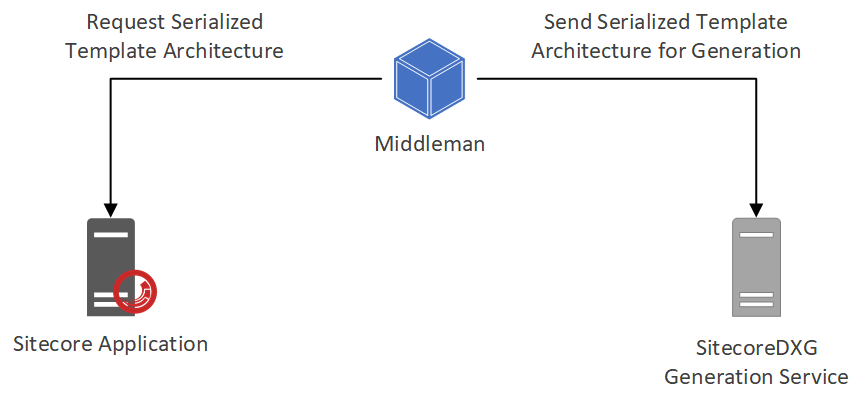 Request Serialized
Template Architecture
Send Serialized Template
Architecture for Generation
Middleman
Sitecore Application
SitecoreDXG
Generation Service